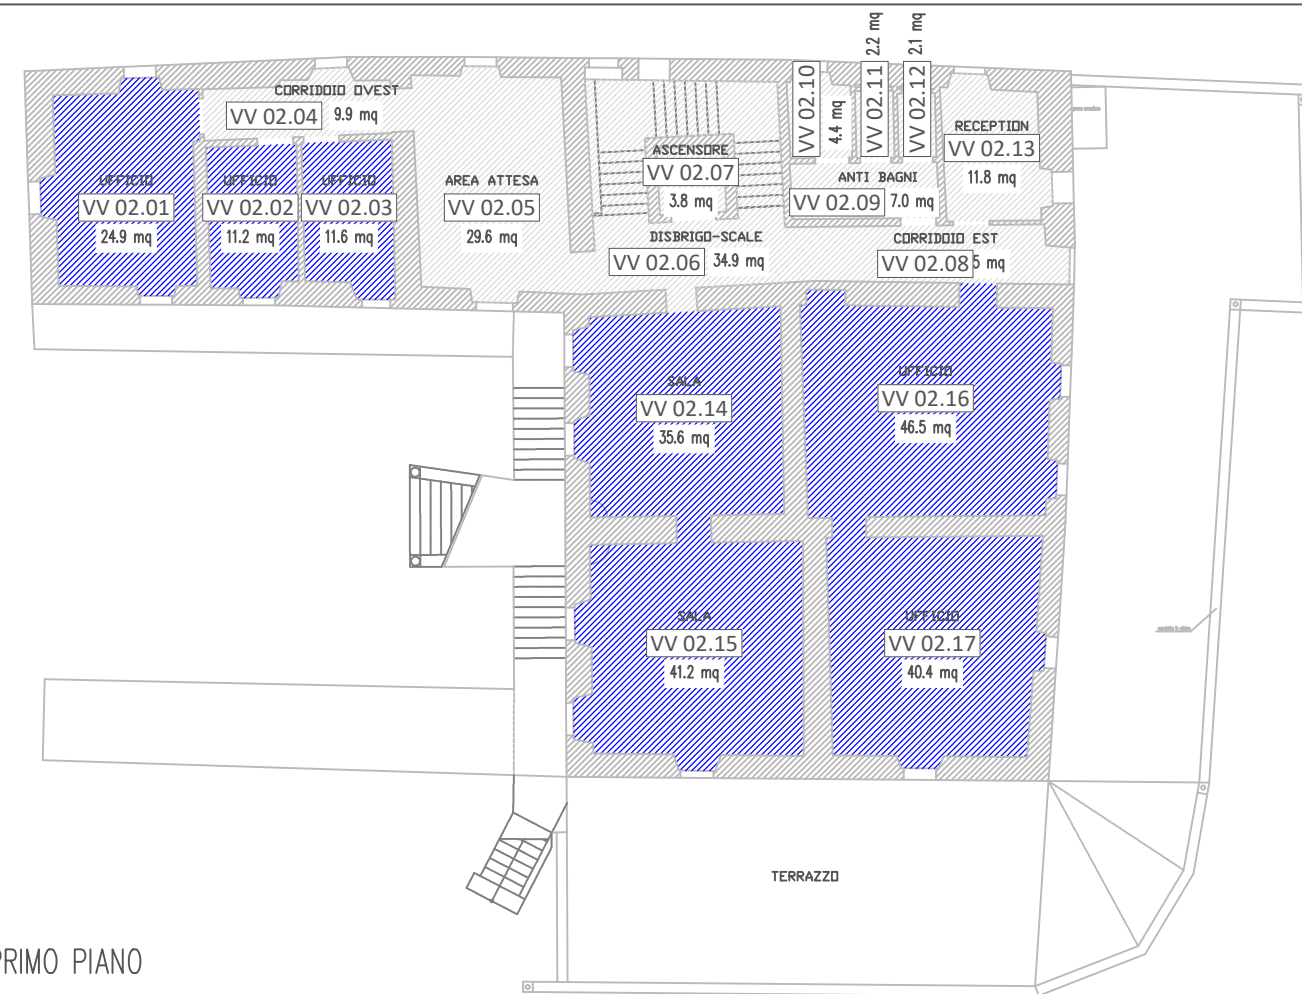 2.2 mq
2.1 mq
CORRIDOIO OVEST
VV 02.04 9.9 mq
VV 02.10
4.4 mq
VV 02.11
VV 02.12
RECEPTION
VV 02.13
11.8 mq
ASCENSORE
VV 02.07
3.8 mq
UFFICIO
VV 02.01
24.9 mq
UFFICIO
VV 02.02
11.2 mq
UFFICIO
VV 02.03
11.6 mq
AREA ATTESA
VV 02.05
29.6 mq
ANTI BAGNI
VV 02.09 7.0 mq
DISBRIGO-SCALE
VV 02.06 34.9 mq
CORRIDOIO EST
VV 02.08 5 mq
SALA
VV 02.14
35.6 mq
UFFICIO
VV 02.16
46.5 mq
SALA
VV 02.15
41.2 mq
UFFICIO
VV 02.17
40.4 mq
TERRAZZO
PRIMO PIANO